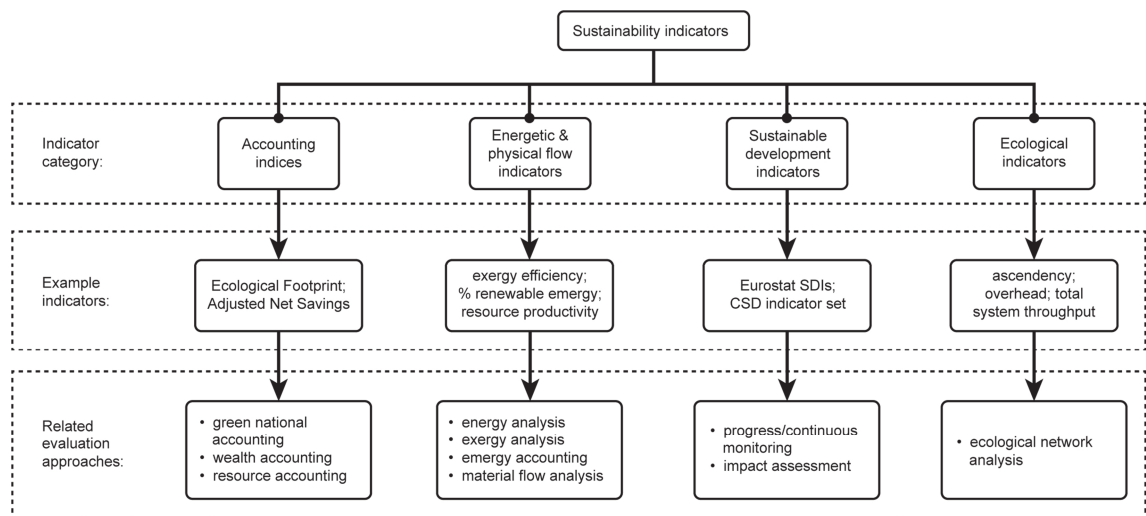 Sustainability indicators
Indicator
category:
Accounting
indices
Energetic &
physical flow
indicators
Sustainable
development
indicators
Ecological
indicators
Example
indicators:
Ecological Footprint;
Adjusted Net Savings
exergy efficiency;
% renewable emergy;
resource productivity
Eurostat SDIs;
CSD indicator set
ascendency;
overhead; total
system throughput
Related
evaluation
approaches:
• green national
accounting
• wealth accounting
• resource accounting
• energy analysis
• exergy analysis
• emergy accounting
• material flow analysis
• progress/continuous
monitoring
• impact assessment
• ecological network
analysis